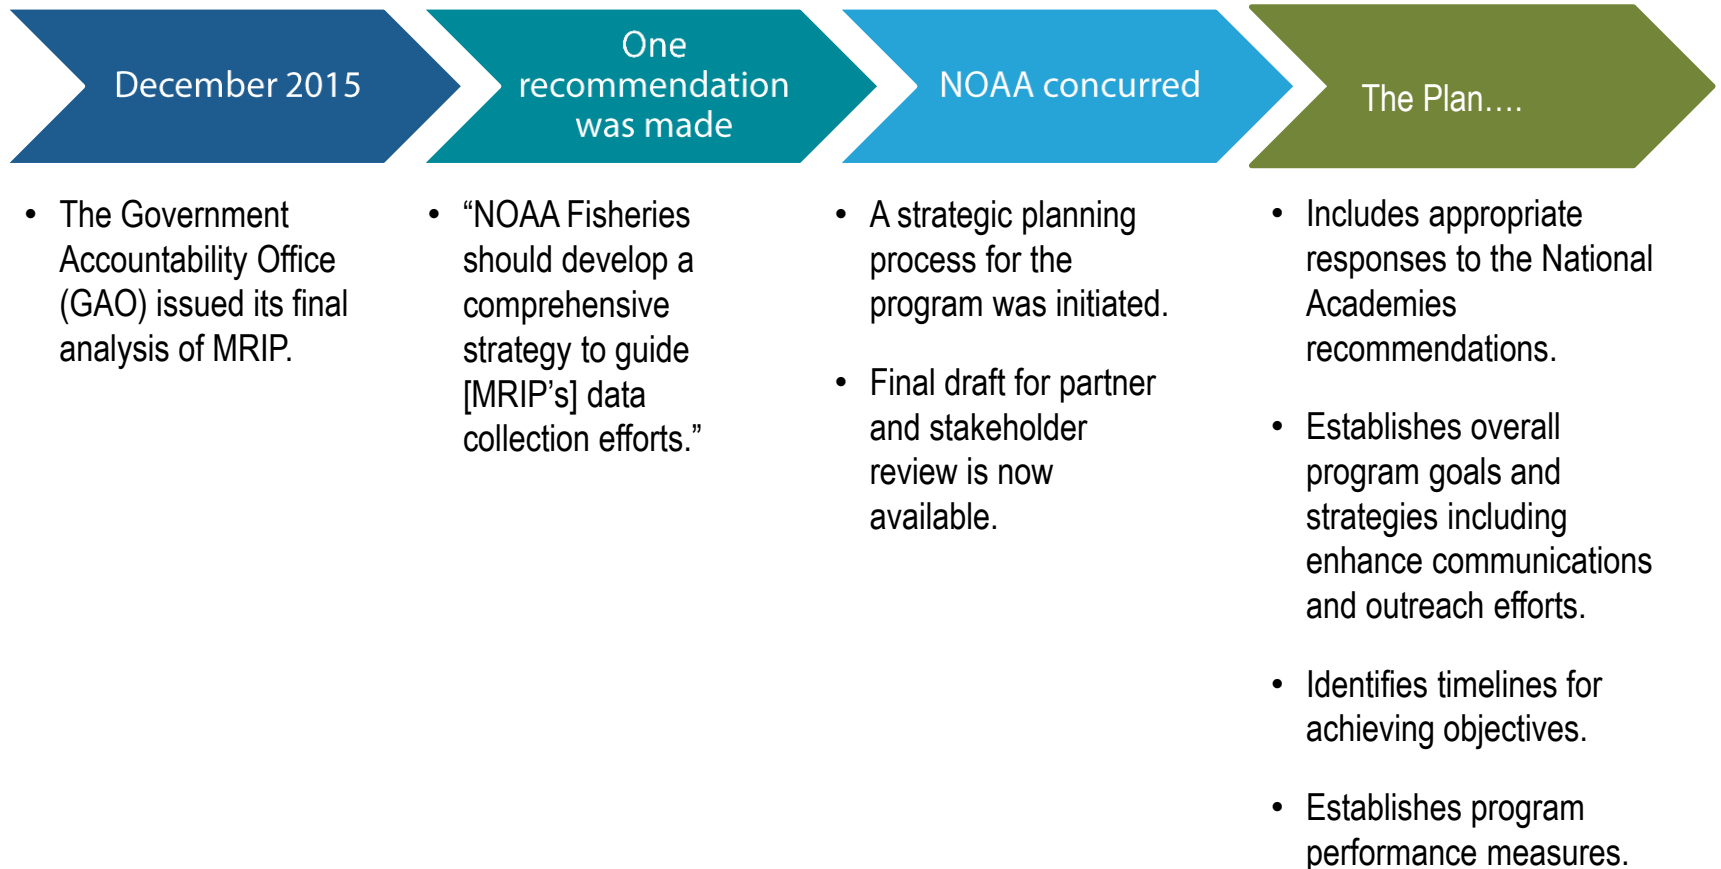 December 2015
One
recommendation
was made
NOAA concurred
The Plan....
• The Government
Accountability Office
(GAO) issued its final
analysis of MRIP.
• “NOAA Fisheries
should develop a
comprehensive
strategy to guide
[MRIP’s] data
collection efforts.”
• A strategic planning
process for the
program was initiated.
• Final draft for partner
and stakeholder
review is now
available.
• Includes appropriate
responses to the National
Academies
recommendations.
• Establishes overall
program goals and
strategies including
enhance communications
and outreach efforts.
• Identifies timelines for
achieving objectives.
• Establishes program
performance measures.